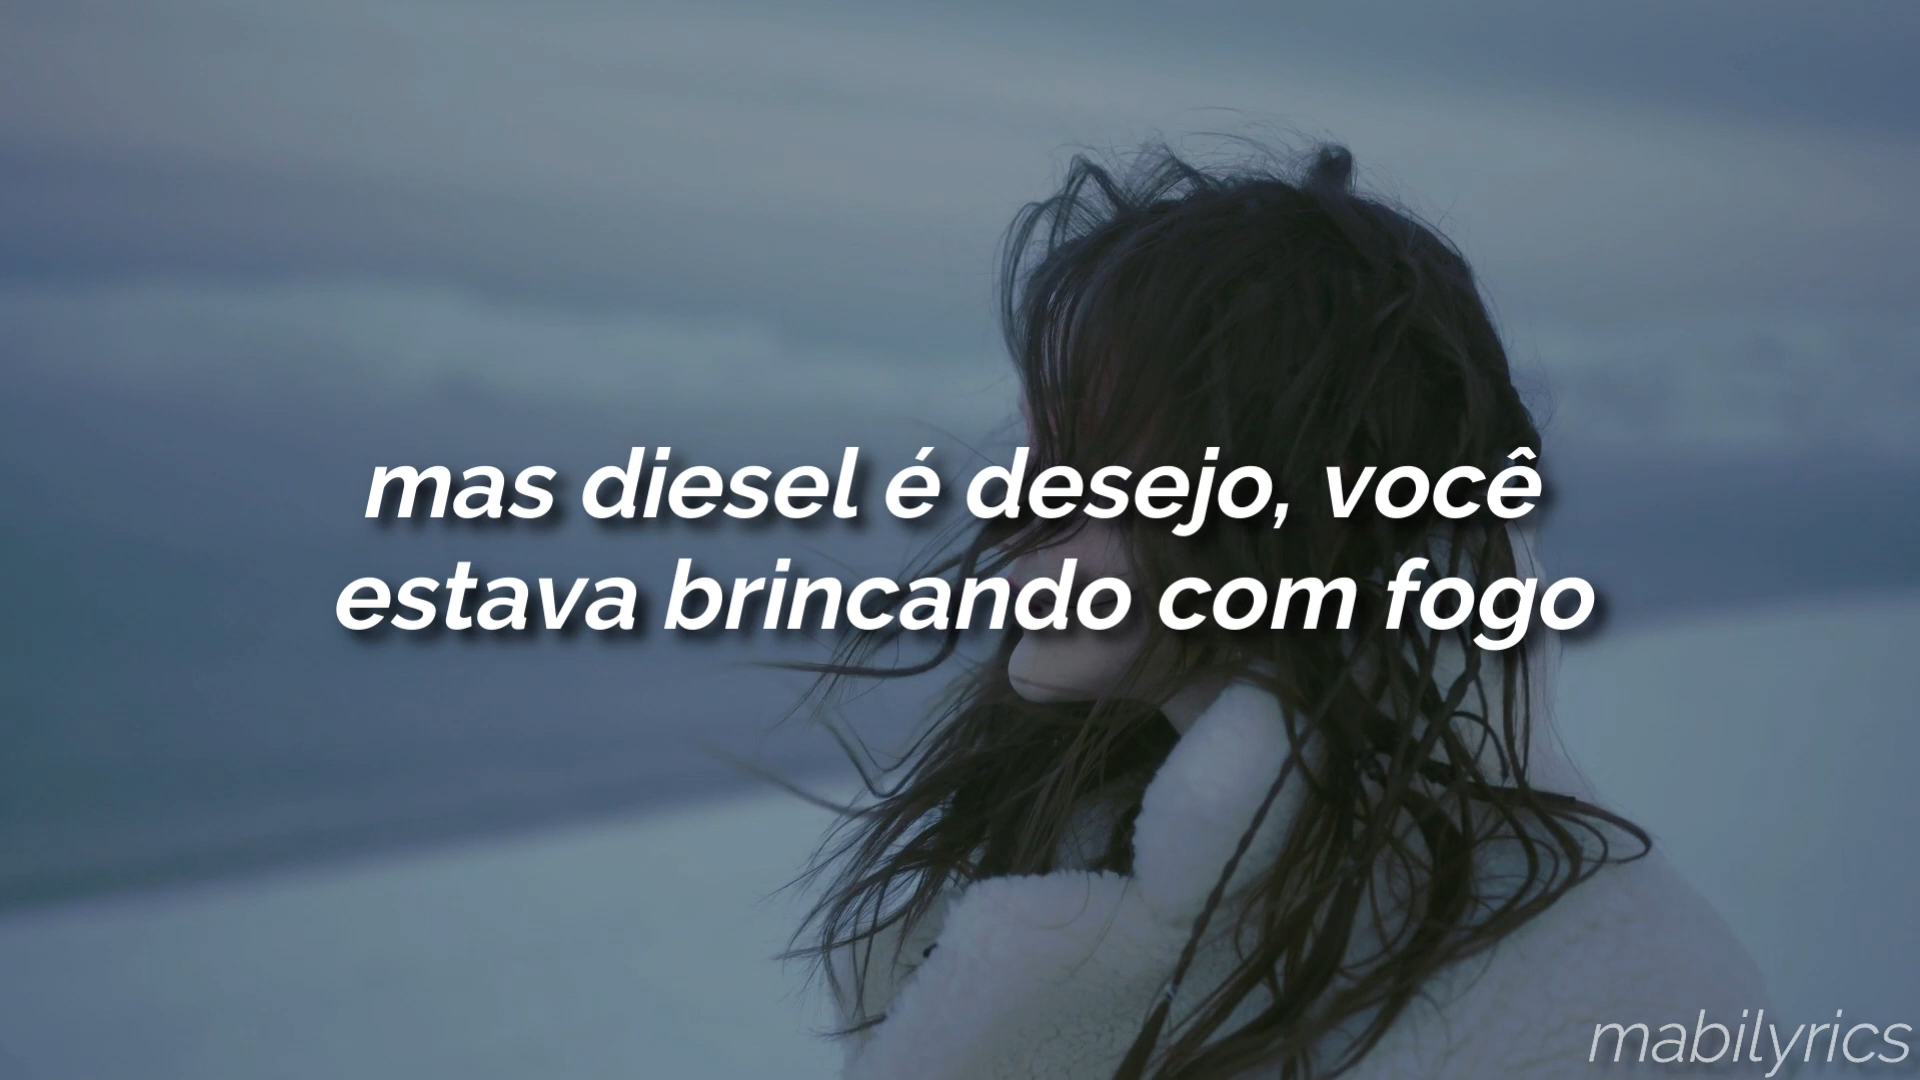 mas diesel é desejo, você
estava brincando com fogo
mabilyrics